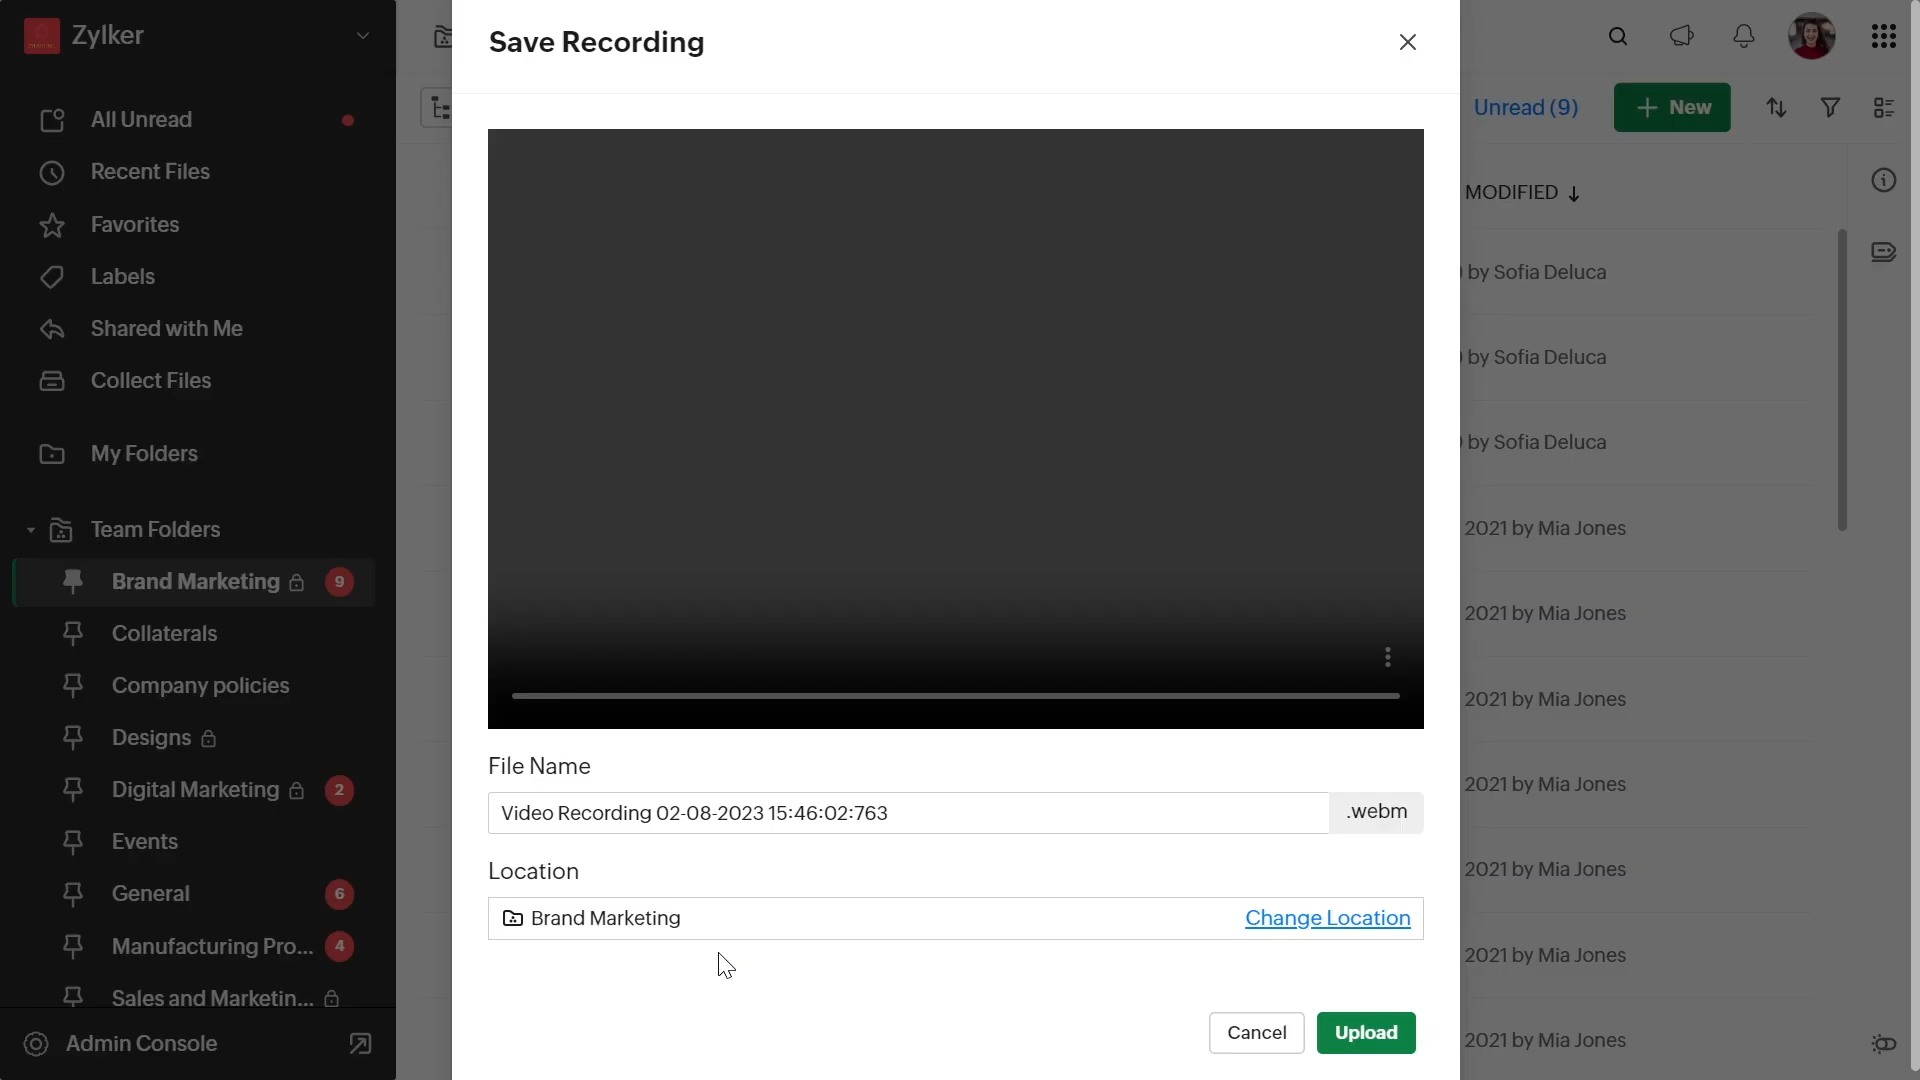 Zylker
All Unread
Recent Files
Favorites
Labels
Shared with Me
Collect Files
My Folders
Team Folders
Brand Marketing 9
Collaterals
Company policies
Designs
Digital Marketing 2
Events
General 6
Manufacturing Pro... 4
Sales and Marketin...
Admin Console
Save Recording
File Name
Video Recording 02-08-2023 15:46:02:763 .webm
Location
Brand Marketing Change Location
Cancel Upload
Unread (9) New
MODIFIED
by Sofia Deluca
by Sofia Deluca
by Sofia Deluca
2021 by Mia Jones
2021 by Mia Jones
2021 by Mia Jones
2021 by Mia Jones
2021 by Mia Jones
2021 by Mia Jones
2021 by Mia Jones